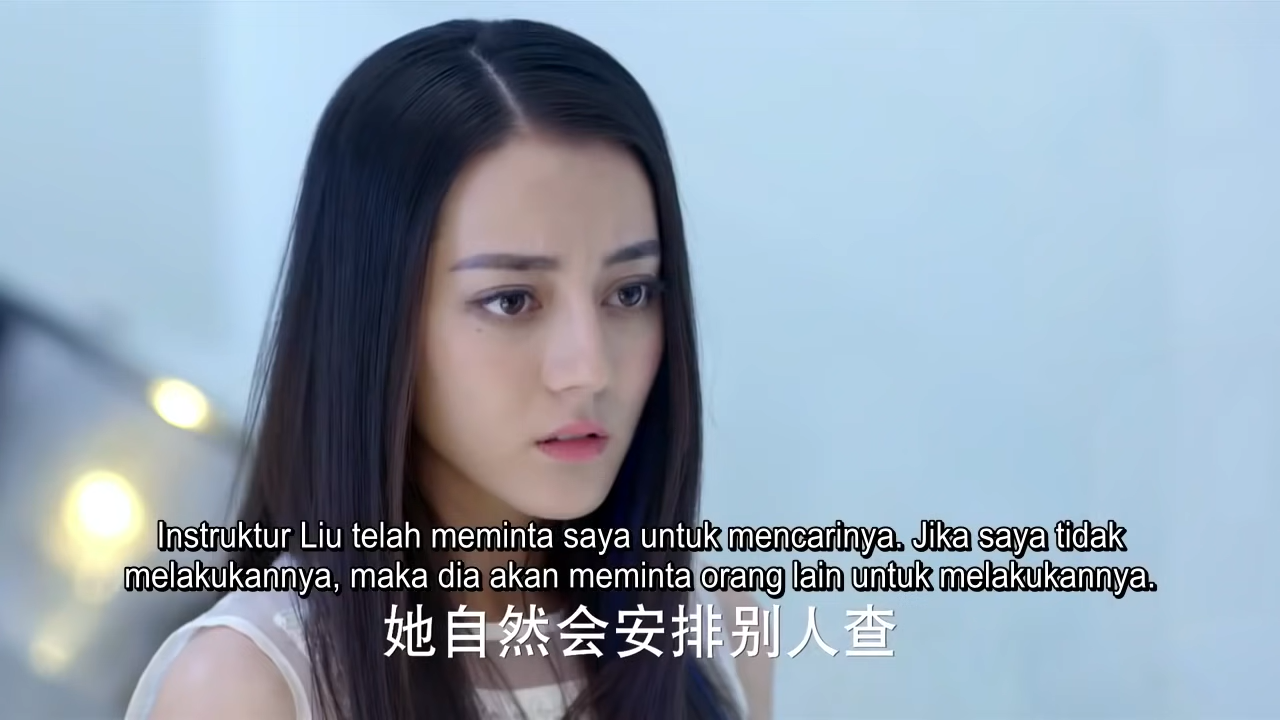 Instruktur Liu telah meminta saya untuk mencarinya. Jika saya tidak
melakukannya, maka dia akan meminta orang lain untuk melakukannya.
她自然会安排别人查